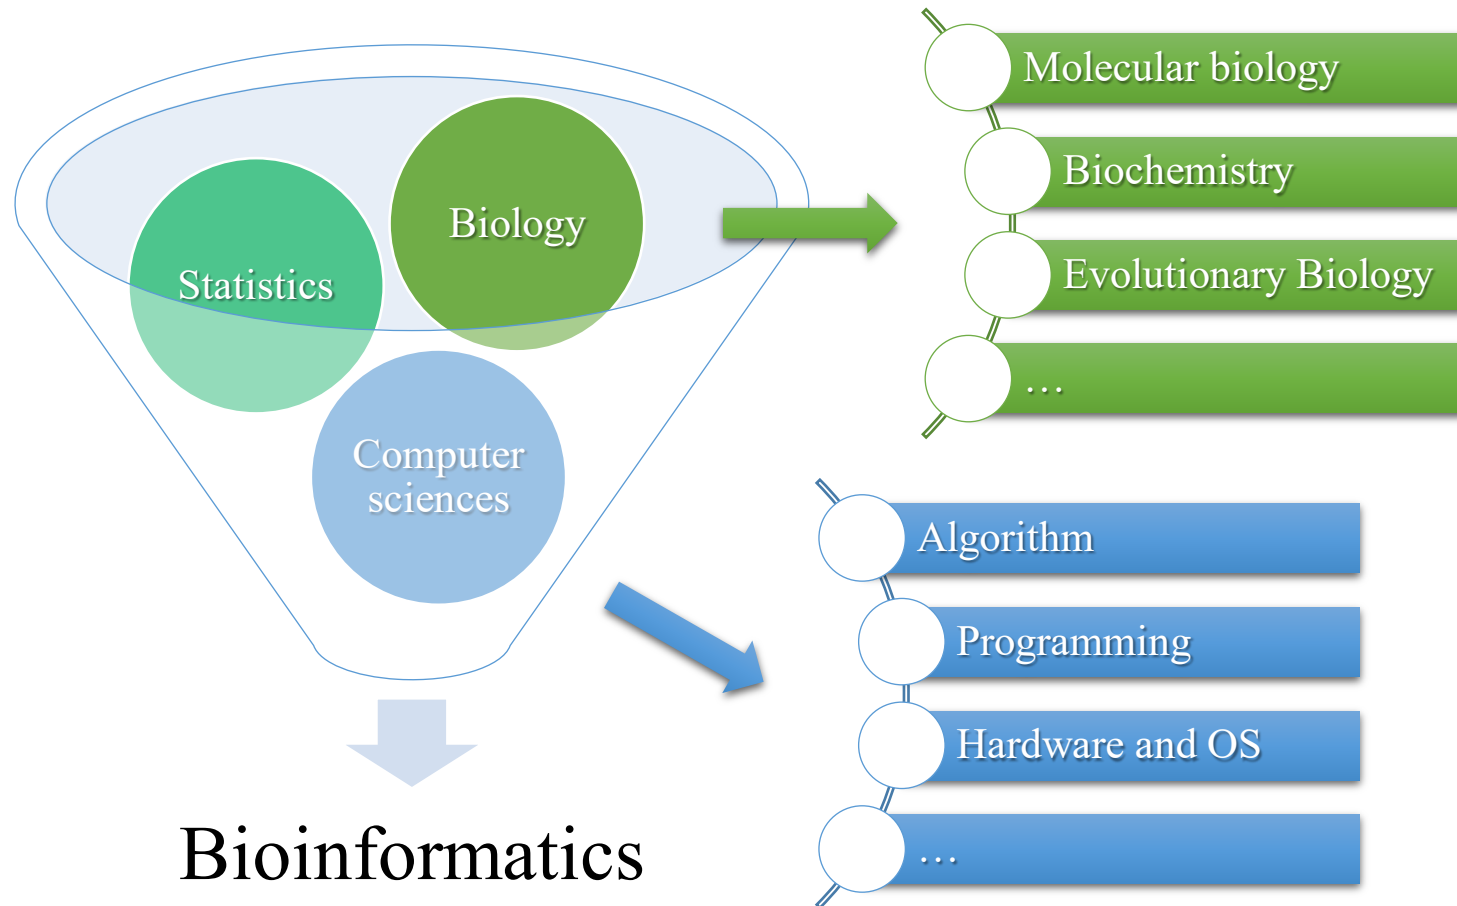 Statistics
Biology
Computer
sciences
Bioinformatics
Molecular biology
Biochemistry
Evolutionary Biology
…
Algorithm
Programming
Hardware and OS
…